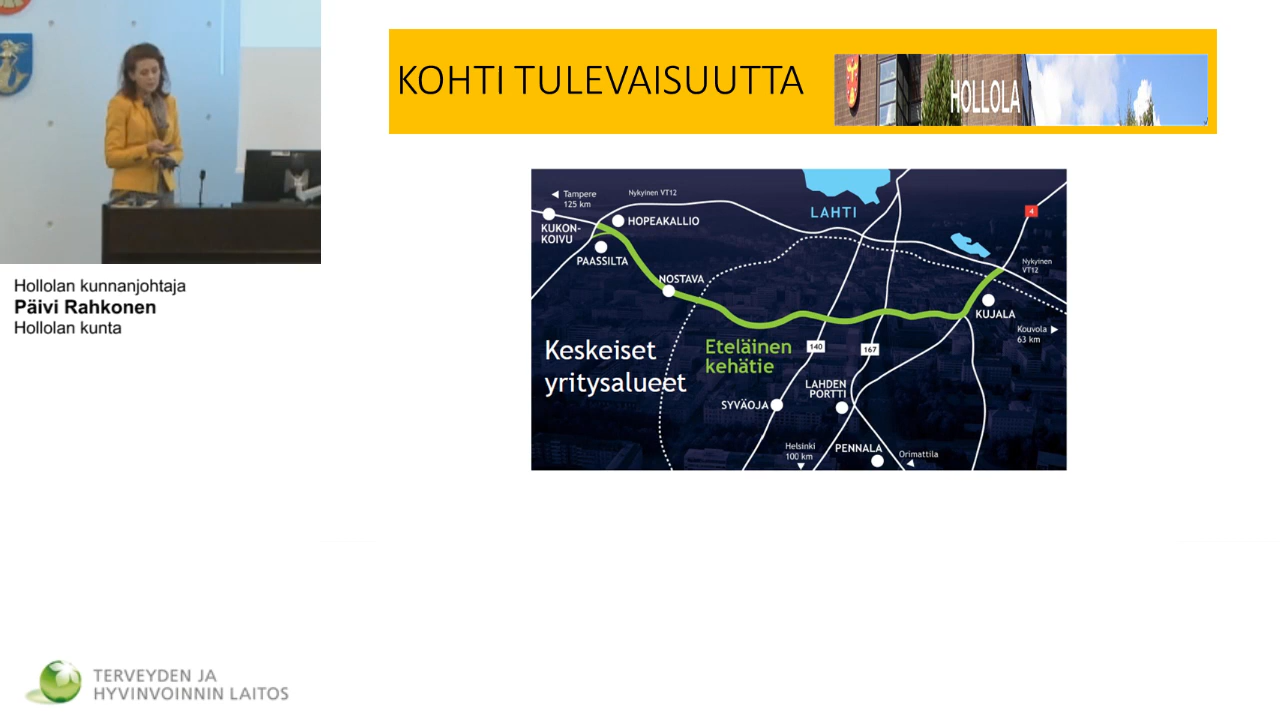 KOHTI TULEVAISUUTTA
HOLLOLA
Hollolan kunnanjohtaja
Päivi Rahkonen
Hollolan kunta
Tampere
125 km
Nykyinen VT12
KUKON-
KOIVU
HOPEAKALLIO
PAASSILTA
NOSTAVA
LAHTI
4
Nykyinen
VT12
KUJALA
Kouvola
63 km
Keskeiset
yritysalueet
Eteläinen
kehätie
140
167
LAHDEN
PORTTI
SYVÄOJA
Helsinki
100 km
PENNALA
Orimattila
TERVEYDEN JA
HYVINVOINNIN LAITOS